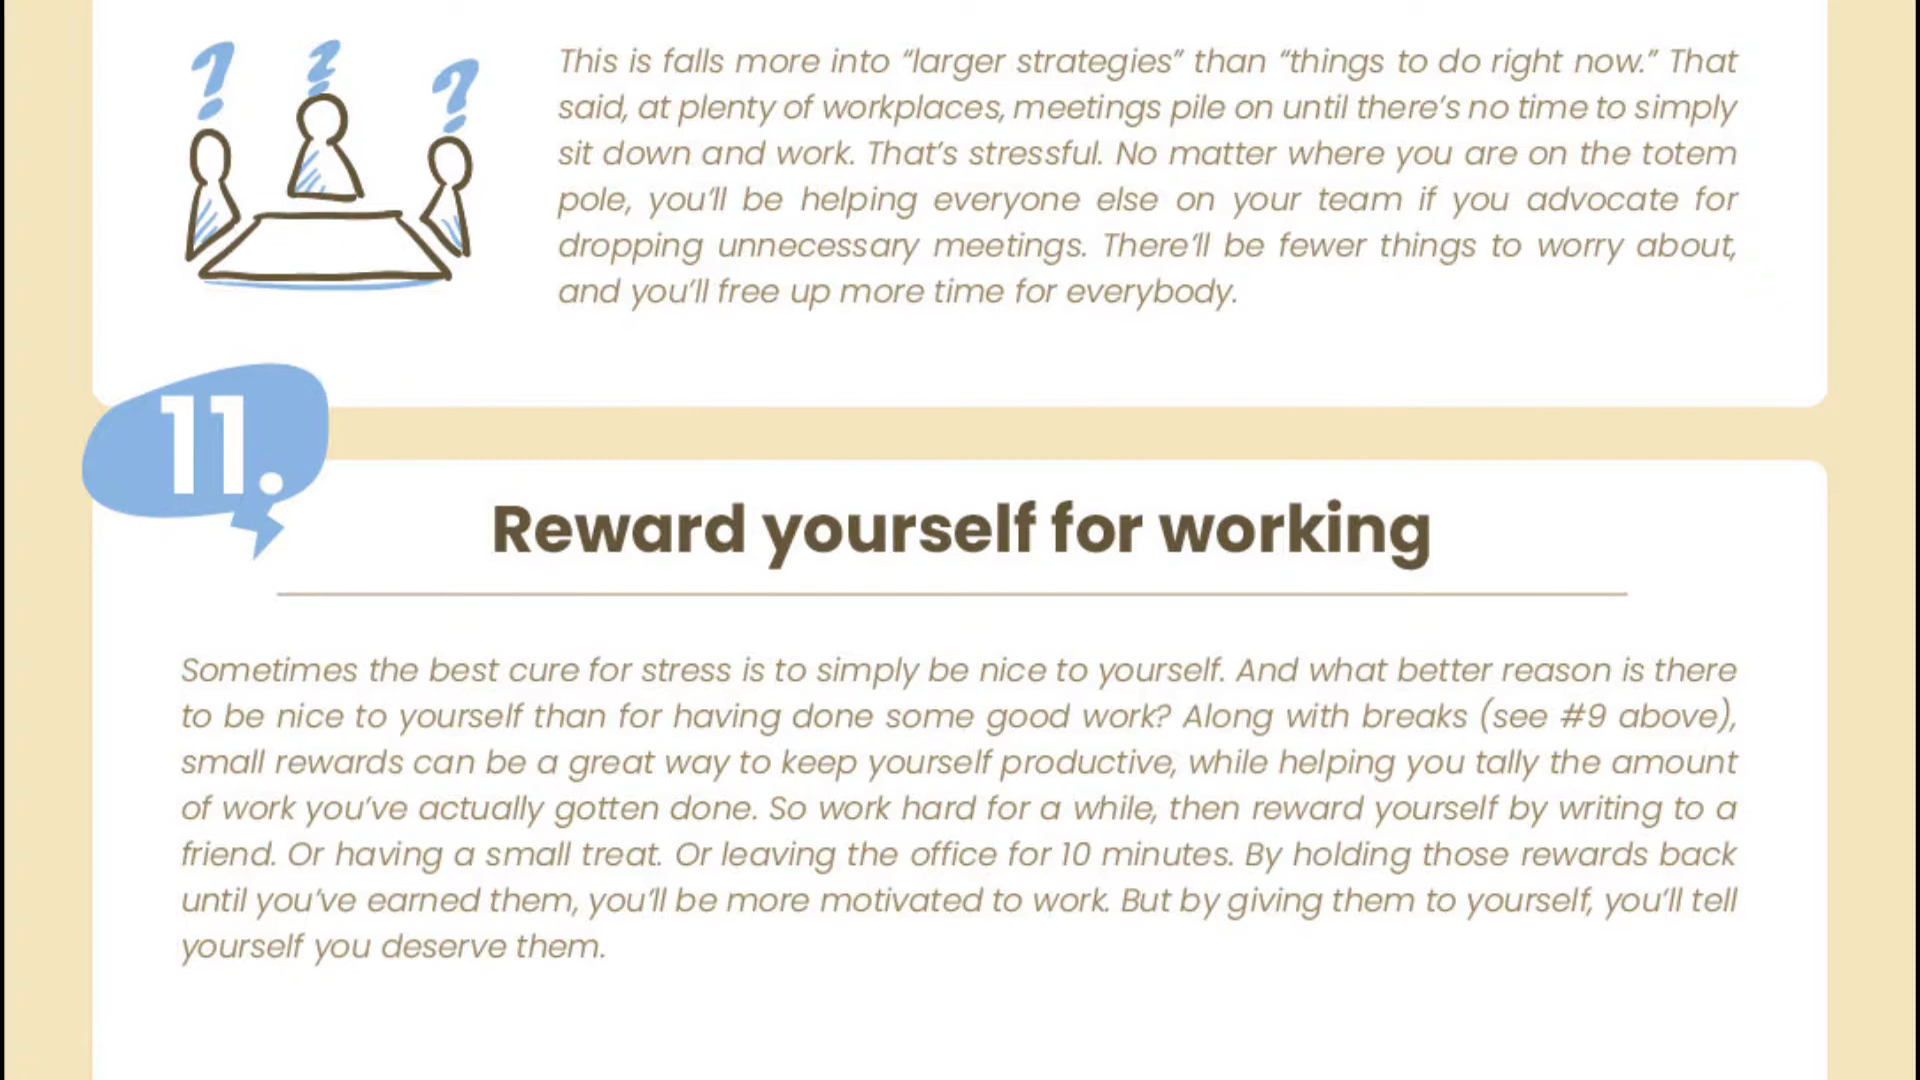 ? ? ?
This is falls more into “larger strategies” than “things to do right now.” That
said, at plenty of workplaces, meetings pile on until there’s no time to simply
sit down and work. That’s stressful. No matter where you are on the totem
pole, you’ll be helping everyone else on your team if you advocate for
dropping unnecessary meetings. There’ll be fewer things to worry about,
and you’ll free up more time for everybody.
11.
Reward yourself for working
Sometimes the best cure for stress is to simply be nice to yourself. And what better reason is there
to be nice to yourself than for having done some good work? Along with breaks (see #9 above),
small rewards can be a great way to keep yourself productive, while helping you tally the amount
of work you’ve actually gotten done. So work hard for a while, then reward yourself by writing to a
friend. Or having a small treat. Or leaving the office for 10 minutes. By holding those rewards back
until you’ve earned them, you’ll be more motivated to work. But by giving them to yourself, you’ll tell
yourself you deserve them.